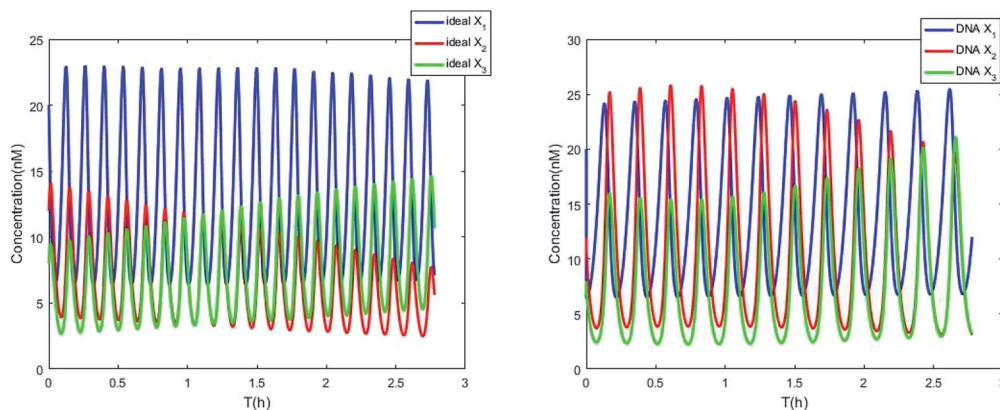 ideal X1
ideal X2
ideal X3
25
20
15
10
5
0
Concentration(nM)
0 0.5 1 1.5 2 2.5 3
T(h)
DNA X1
DNA X2
DNA X3
30
25
20
15
10
5
0
Concentration(nM)
0 0.5 1 1.5 2 2.5 3
T(h)